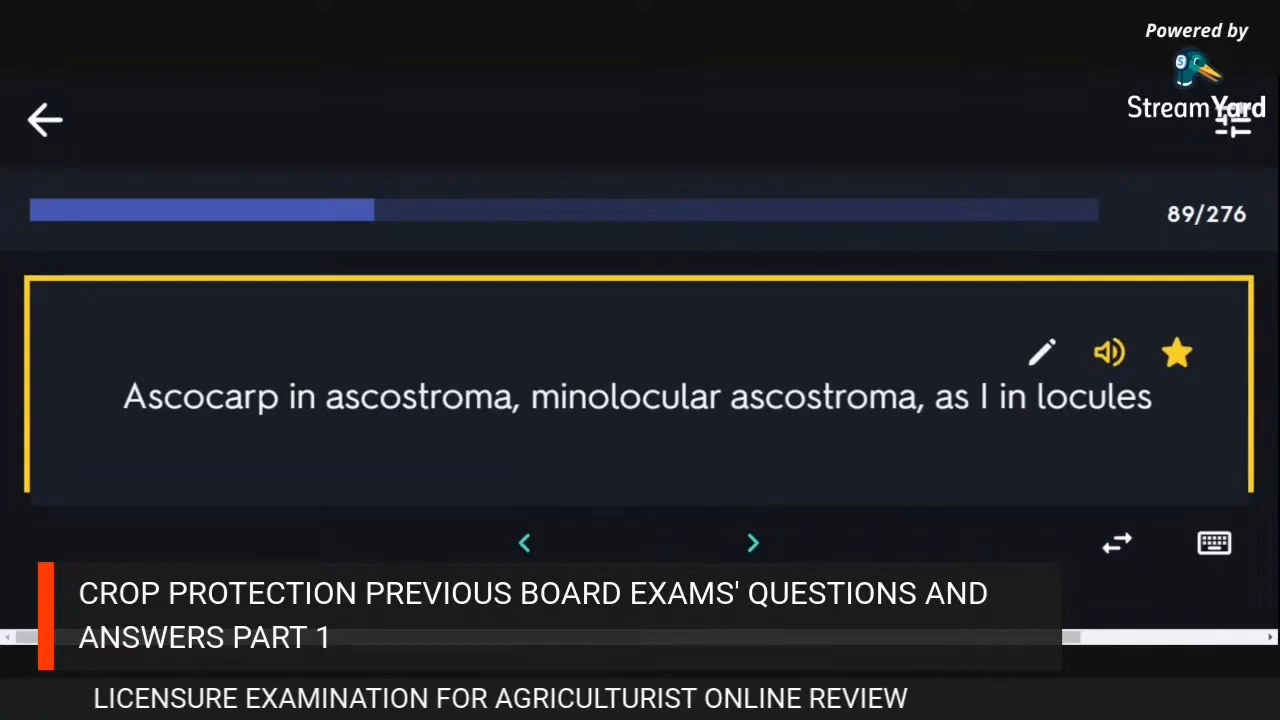 Powered by
StreamYard
89/276
Ascocarp in ascostroma, minolocular ascostroma, as I in locules
CROP PROTECTION PREVIOUS BOARD EXAMS' QUESTIONS AND
ANSWERS PART 1
LICENSURE EXAMINATION FOR AGRICULTURIST ONLINE REVIEW